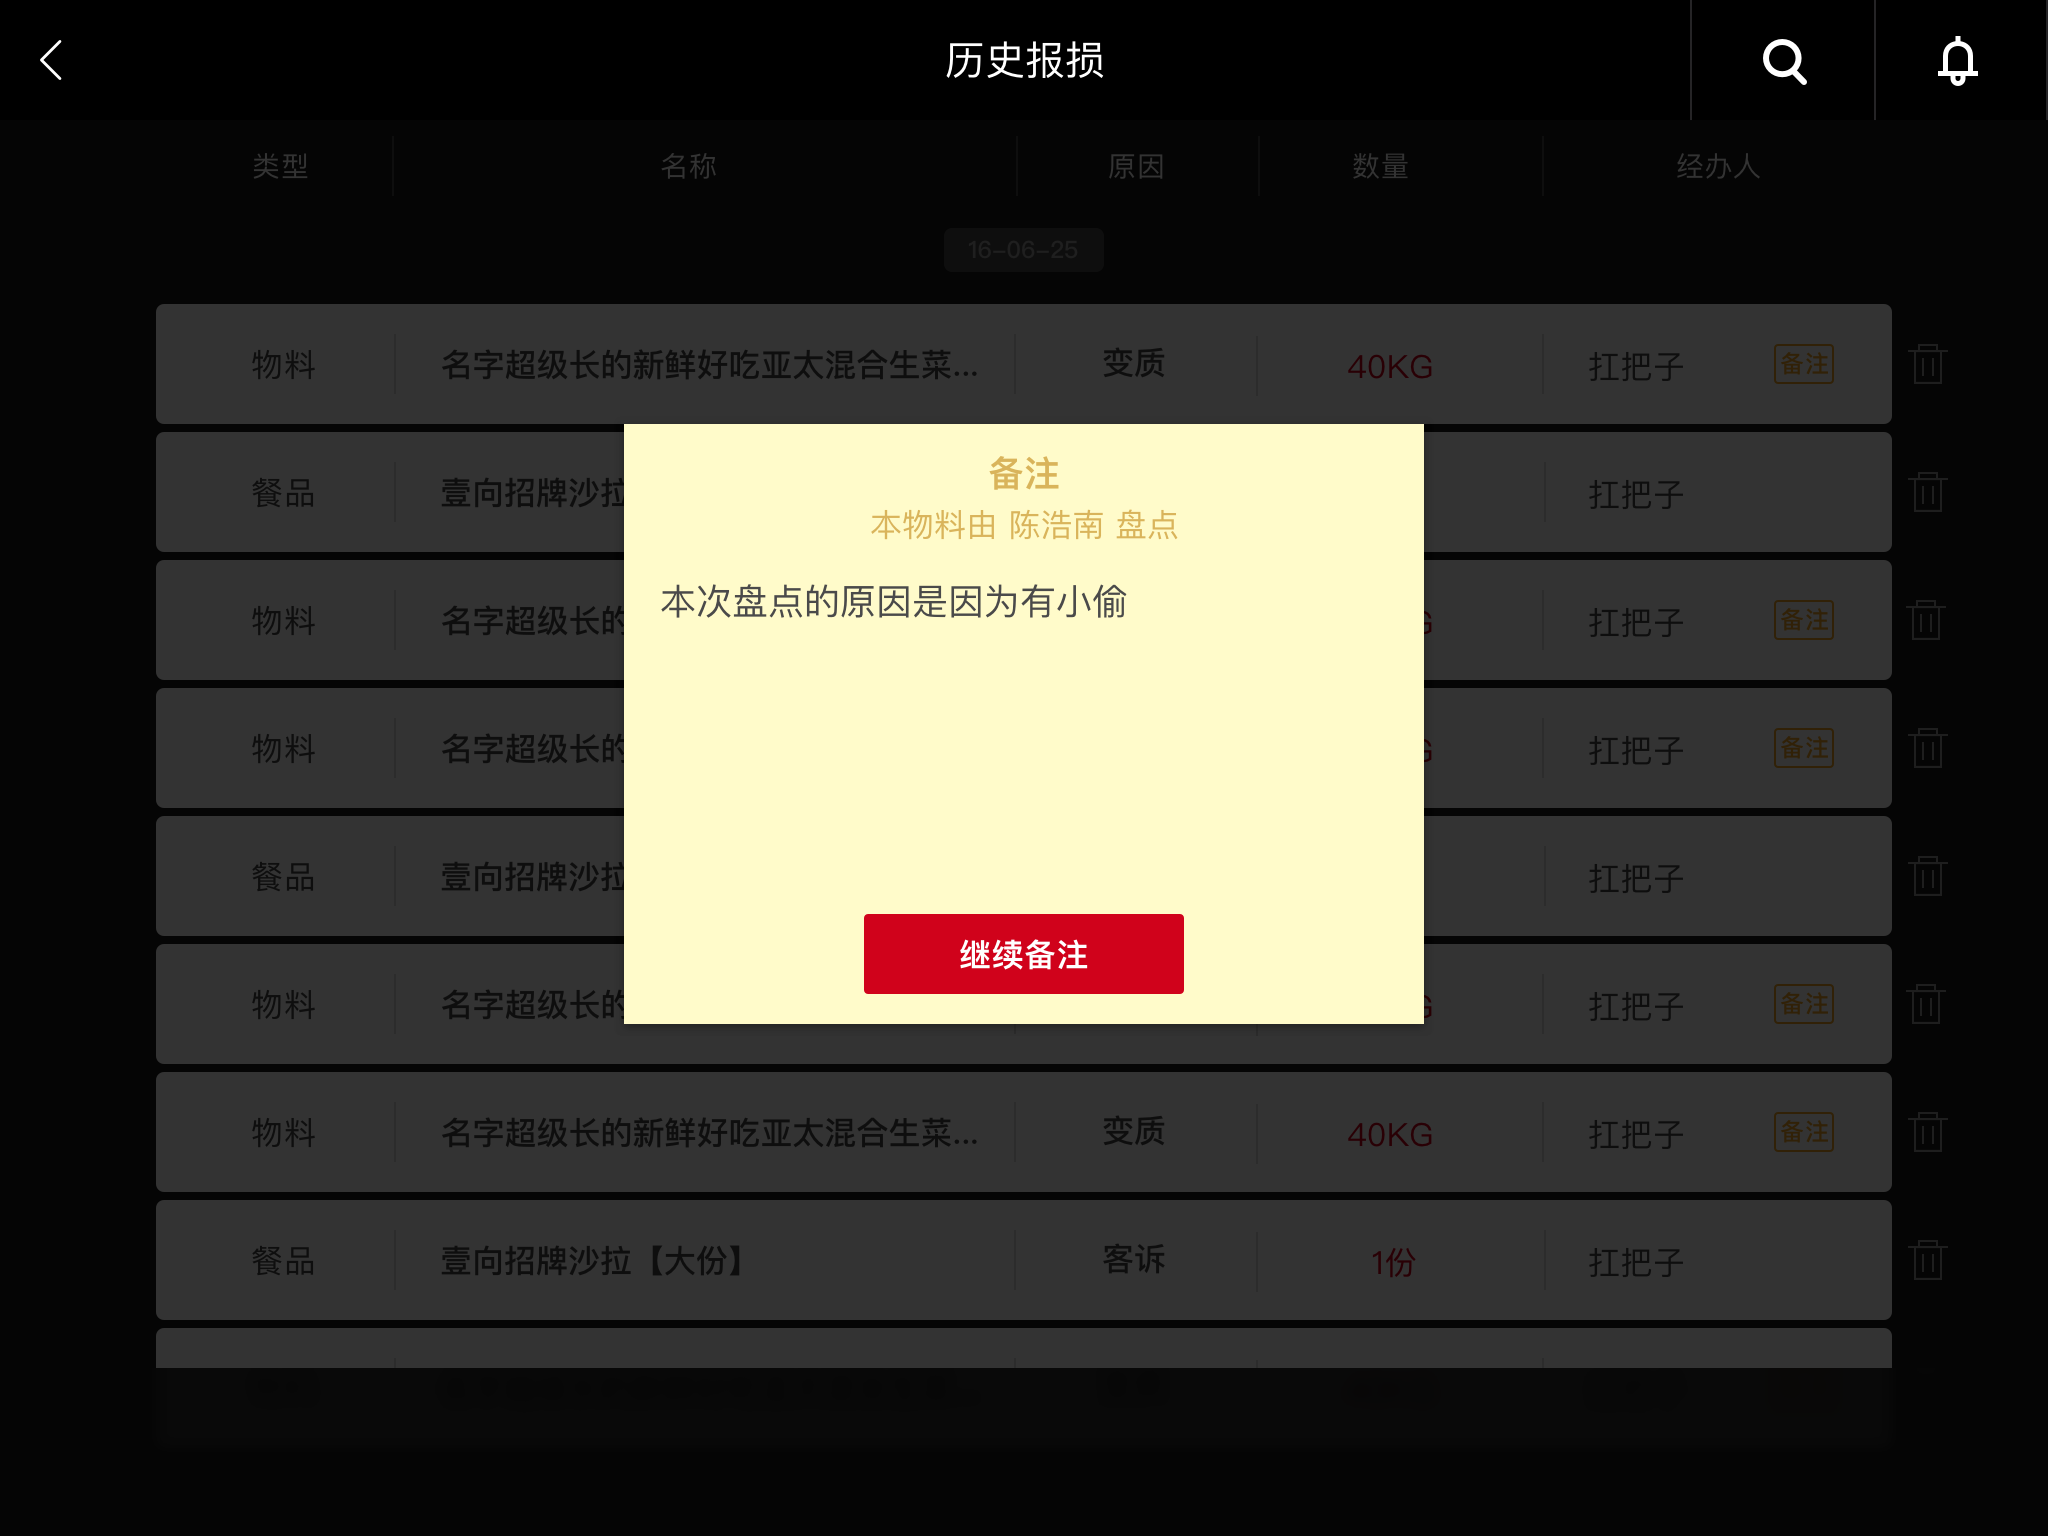 历史报损
类型 名称 原因 数量 经办人
16-06-25
物料 名字超级长的新鲜好吃亚太混合生菜... 变质 40KG 扛把子 备注
餐品 壹向招牌沙拉 扛把子
物料 名字超级长的 G 扛把子 备注
物料 名字超级长的 G 扛把子 备注
餐品 壹向招牌沙拉 扛把子
物料 名字超级长的 G 扛把子 备注
物料 名字超级长的新鲜好吃亚太混合生菜... 变质 40KG 扛把子 备注
餐品 壹向招牌沙拉【大份】 客诉 1份 扛把子
备注
本物料由 陈浩南 盘点
本次盘点的原因是因为有小偷
继续备注